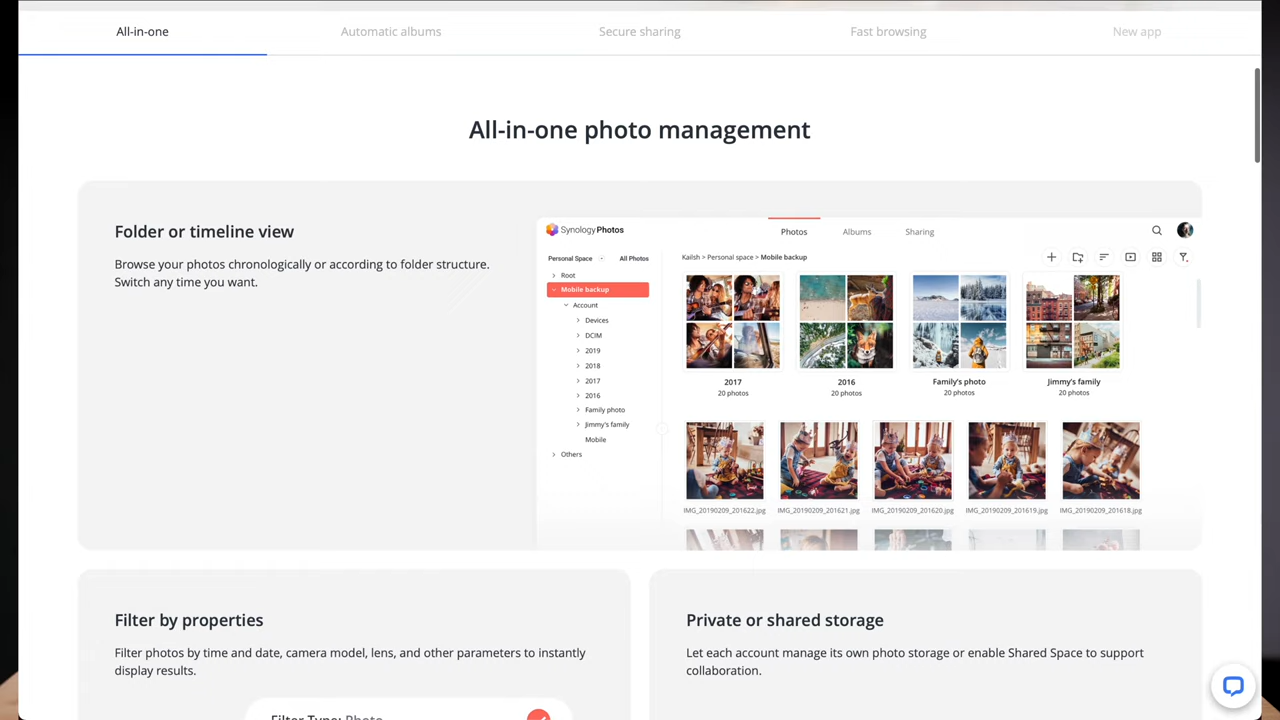 All-in-one
Automatic albums
Secure sharing
Fast browsing
New app
All-in-one photo management
Folder or timeline view
Browse your photos chronologically or according to folder structure.
Switch any time you want.
Synology Photos
Photos
Albums
Sharing
Personal Space
All Photos
Root
Mobile backup
Account
Devices
DCIM
2019
2018
2017
2016
Family photo
Jimmy's family
Mobile
Others
Kailsh > Personal space > Mobile backup
2017
20 photos
2016
20 photos
Family's photo
20 photos
Jimmy's family
20 photos
IMG_20190209_201622.jpg
IMG_20190209_201621.jpg
IMG_20190209_201620.jpg
IMG_20190209_201619.jpg
IMG_20190209_201618.jpg
Filter by properties
Filter photos by time and date, camera model, lens, and other parameters to instantly
display results.
Filter Type: Photo
Private or shared storage
Let each account manage its own photo storage or enable Shared Space to support
collaboration.